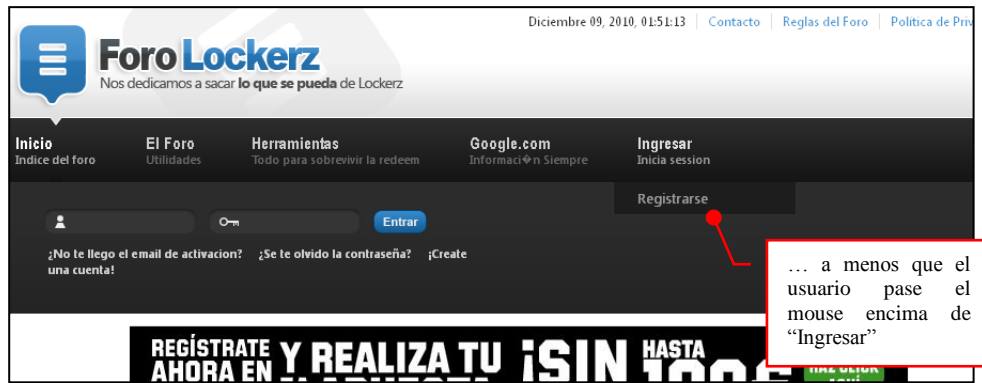 Diciembre 09, 2010, 01:51:13 Contacto Reglas del Foro Politica de Priv
Foro Lockerz
Nos dedicamos a sacar lo que se pueda de Lockerz
Inicio El Foro Herramientas Google.com Ingresar
Indice del foro Utilidades Todo para sobrevivir la redeem Informaci�n Siempre Inicia session
Registrarse
Entrar
¿No te llego el email de activacion? ¿Se te olvido la contraseña? ¡Create
una cuenta!
… a menos que el
usuario pase el
mouse encima de
“Ingresar”
REGÍSTRATE Y REALIZA TU ¡SIN HASTA
AHORA EN
HAZ CLICK